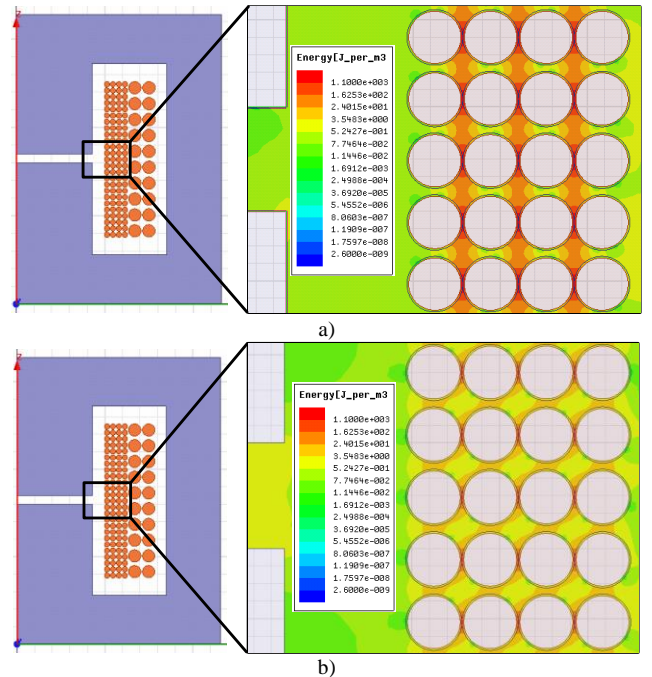 Z
Energy[J_per_m3
1.1000e+003
1.6253e+002
2.4015e+001
3.5483e+000
5.2427e-001
7.7464e-002
1.1446e-002
1.6912e-003
2.4988e-004
3.6920e-005
5.4552e-006
8.0603e-007
1.1909e-007
1.7597e-008
2.6000e-009
a)
Z
Energy[J_per_m3
1.1000e+003
1.6253e+002
2.4015e+001
3.5483e+000
5.2427e-001
7.7464e-002
1.1446e-002
1.6912e-003
2.4988e-004
3.6920e-005
5.4552e-006
8.0603e-007
1.1909e-007
1.7597e-008
2.6000e-009
b)